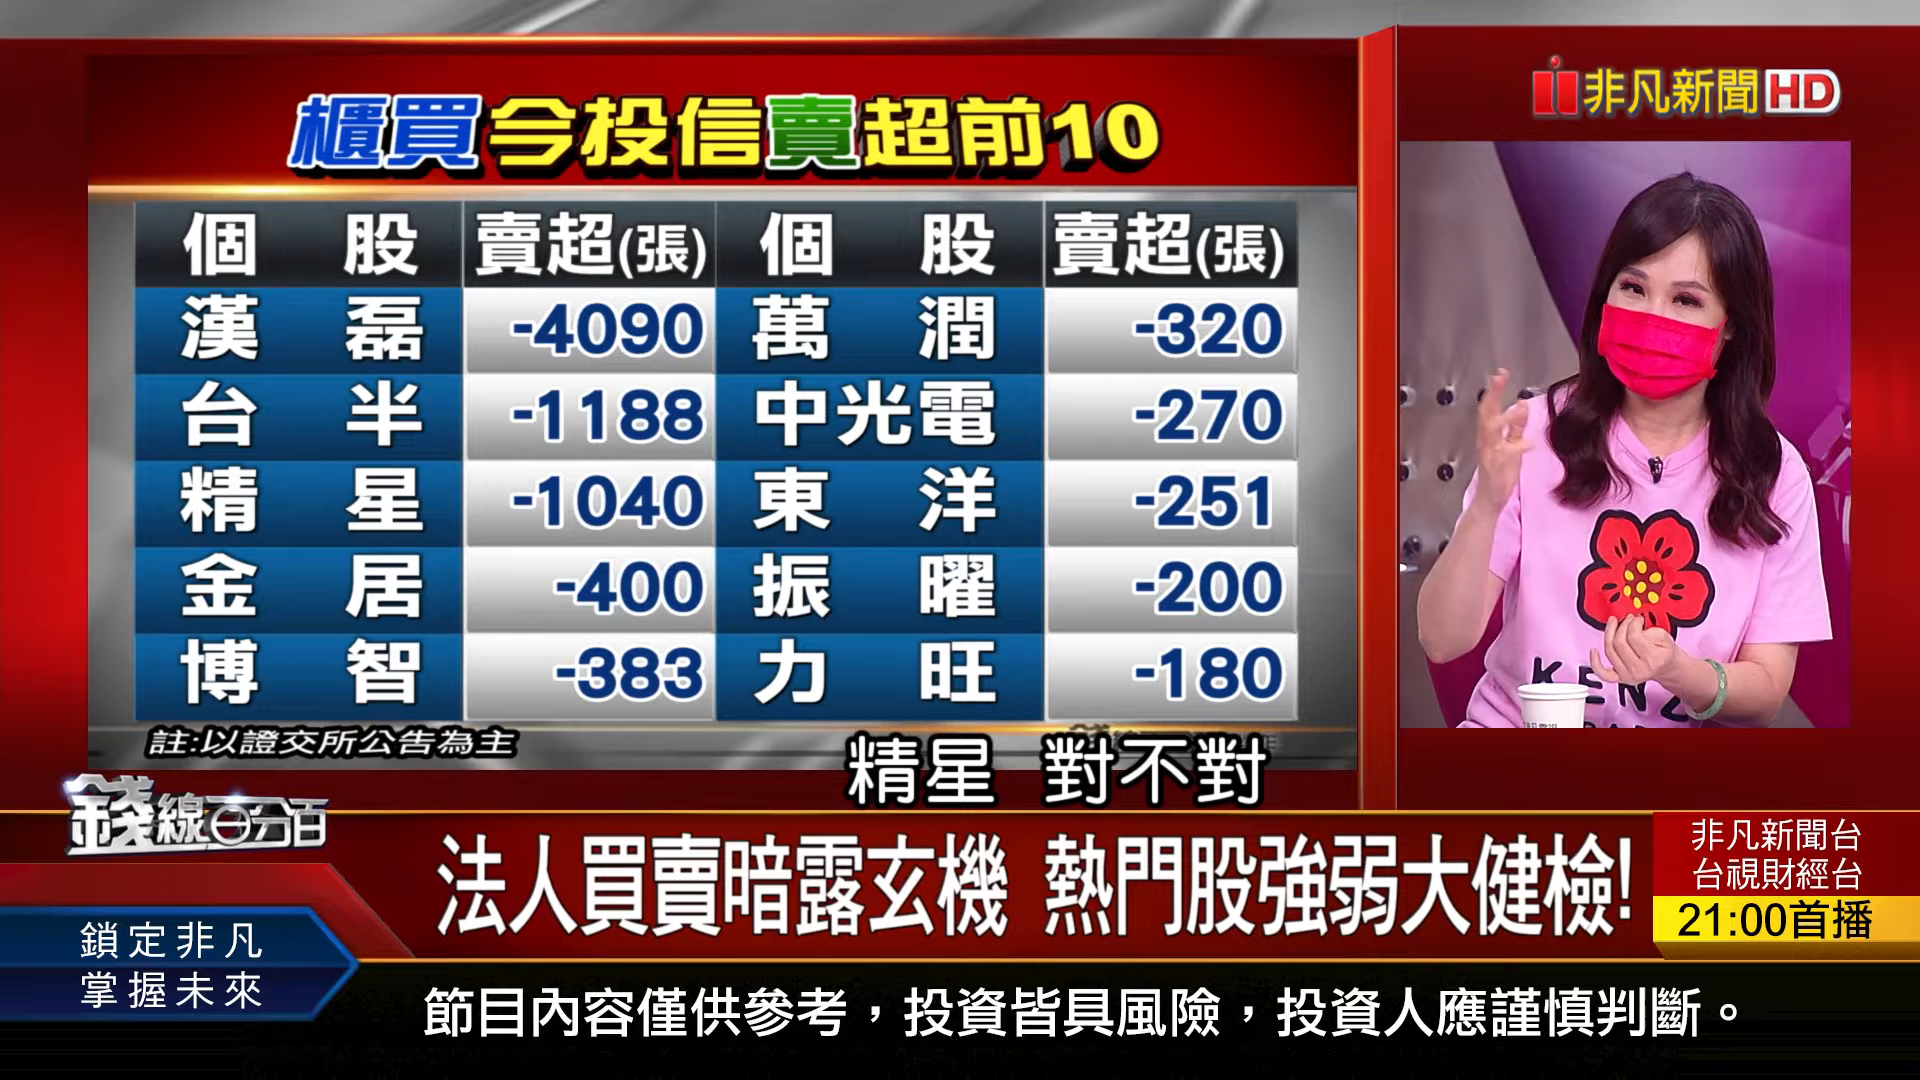 櫃買今投信賣超前10
非凡新聞HD
個股 賣超(張) 個股 賣超(張)
漢磊 -4090 萬潤 -320
台半 -1188 中光電 -270
精星 -1040 東洋 -251
金居 -400 振曜 -200
博智 -383 力旺 -180
註:以證交所公告為主
精星 對不對
錢線百分百
法人買賣暗露玄機 熱門股強弱大健檢!
非凡新聞台
台視財經台
21:00首播
鎖定非凡
掌握未來
節目內容僅供參考，投資皆具風險，投資人應謹慎判斷。
KENZ